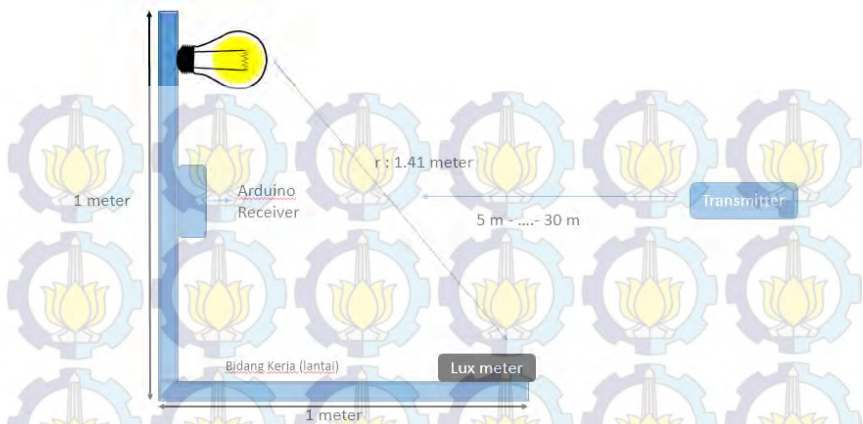 r : 1.41 meter
1 meter
Arduino
Receiver
Transmitter
5 m - ....- 30 m
Bidang Kerja (lantai)
Lux meter
1 meter